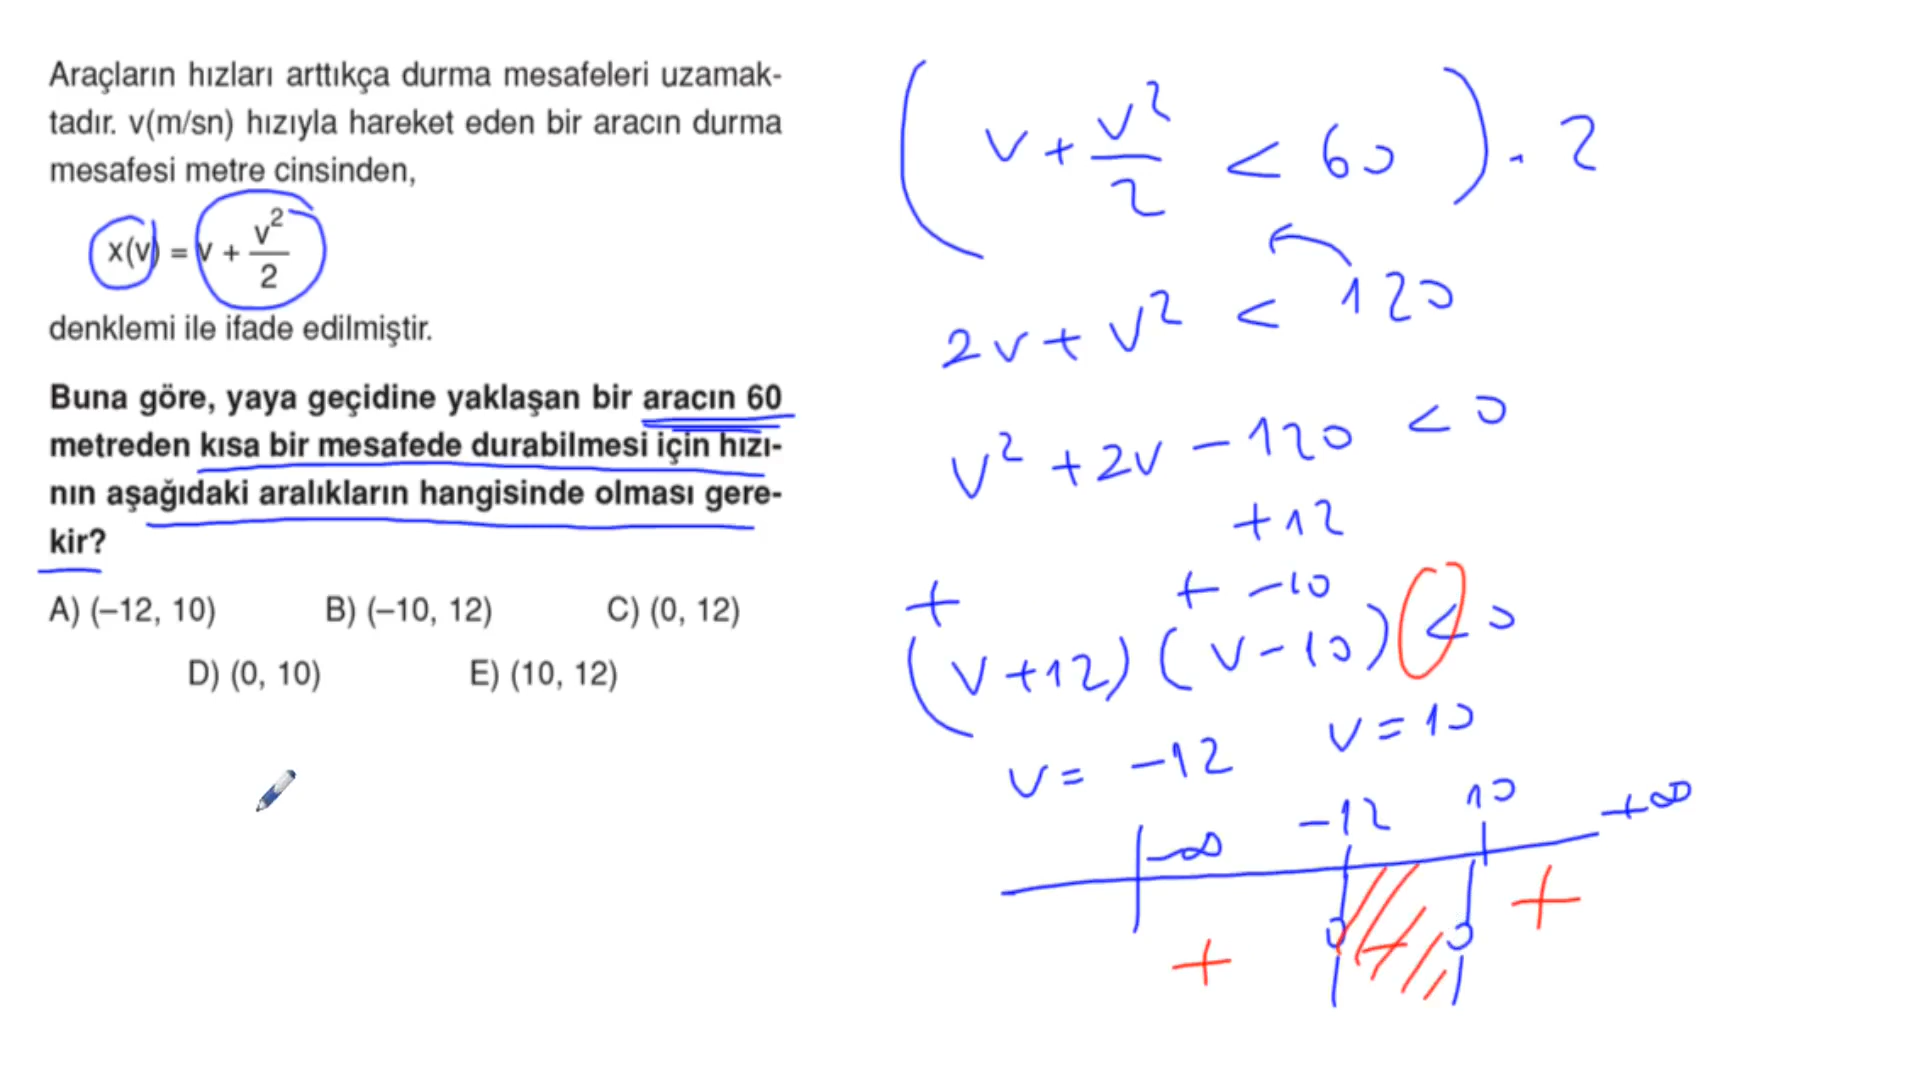 Araçların hızları arttıkça durma mesafeleri uzamak-
tadır. v(m/sn) hızıyla hareket eden bir aracın durma
mesafesi metre cinsinden,
x(v) = v + v²/2
denklemi ile ifade edilmiştir.
Buna göre, yaya geçidine yaklaşan bir aracın 60
metreden kısa bir mesafede durabilmesi için hızı-
nın aşağıdaki aralıkların hangisinde olması gere-
kir?
A) (–12, 10) B) (–10, 12) C) (0, 12)
D) (0, 10) E) (10, 12)
(v + v²/2 < 60) . 2
2v + v² < 120
v² + 2v - 120 < 0
+12
+ + -10
(v+12) (v-10) < 0
v = -12 v = 10
-∞ -12 10 +∞
+ 0 - 0 +